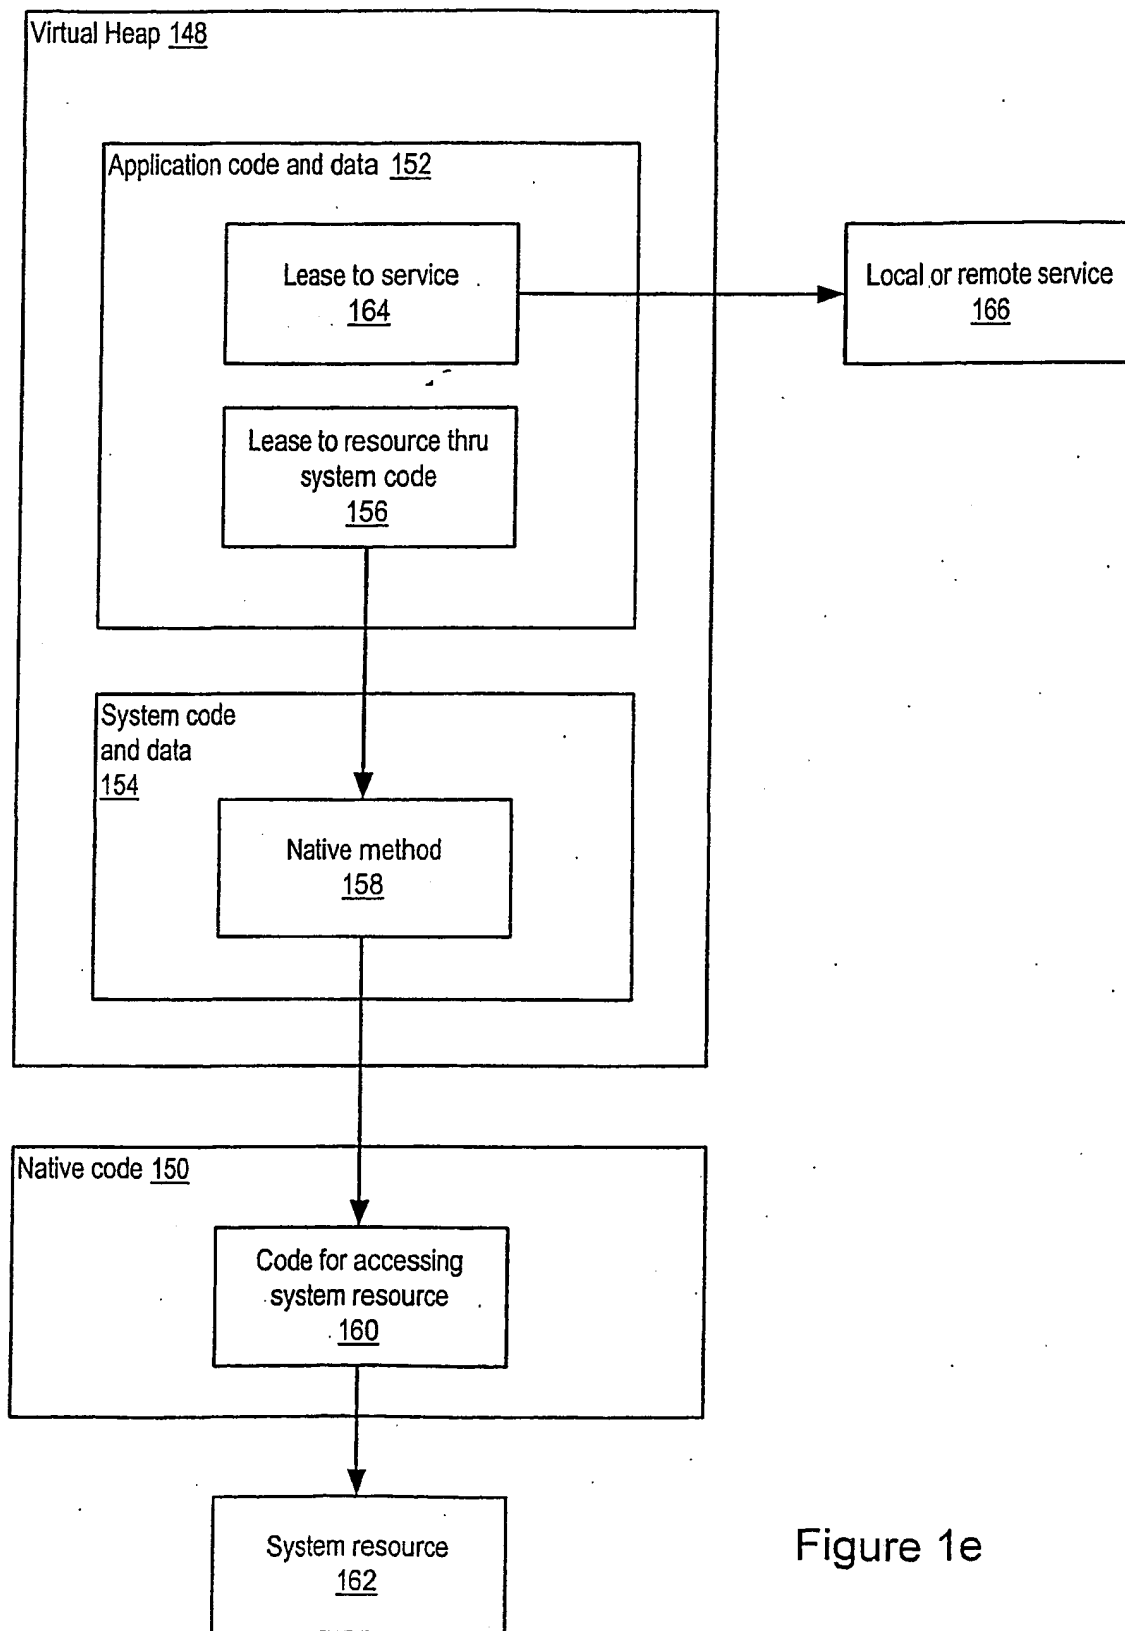 Virtual Heap 148
Application code and data 152
Lease to service
164
Local or remote service
166
Lease to resource thru
system code
156
System code
and data
154
Native method
158
Native code 150
Code for accessing
system resource
160
System resource
162
Figure 1e